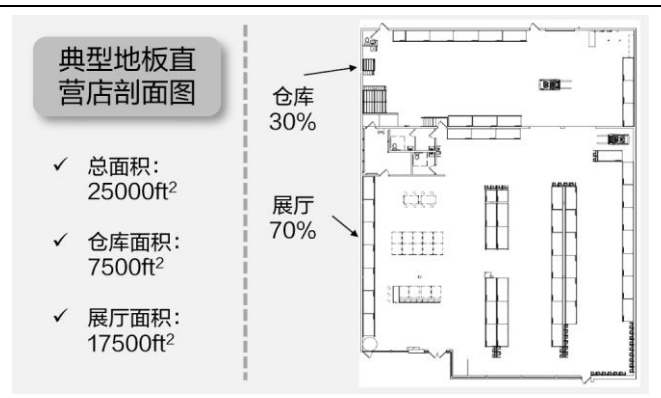 典型地板直
营店剖面图
✓ 总面积：
25000ft²
✓ 仓库面积：
7500ft²
✓ 展厅面积：
17500ft²
仓库
30%
展厅
70%